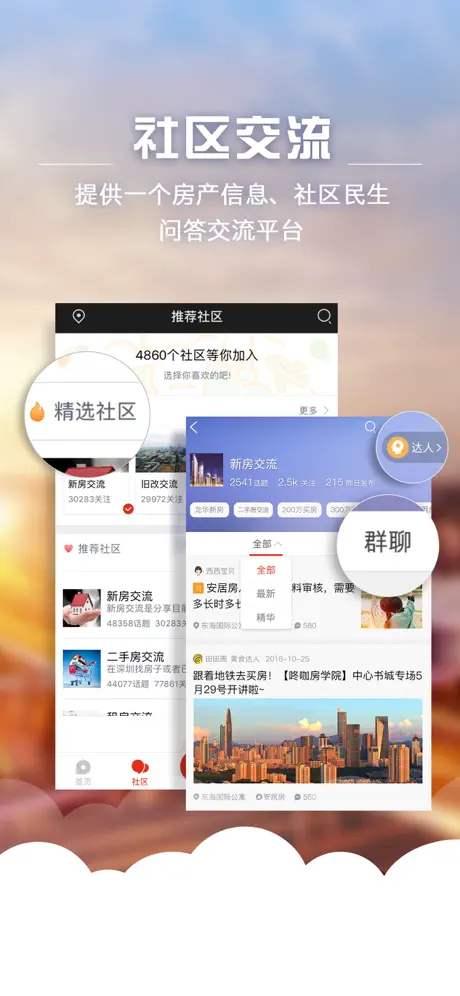 社区交流
提供一个房产信息、社区民生
问答交流平台
推荐社区
4860个社区等你加入
选择你喜欢的吧!
更多
精选社区
新房交流
30283关注
旧改交流
29972关注
推荐社区
新房交流
新房交流是分享目前
48358话题 30283
二手房交流
在深圳找房子或者已
44077话题 77861关
租房交流
首页
社区
达人
新房交流
2541话题 2.5k 关注 215 昨日发布
龙华新房
二手房交流
200万买房
300万
群聊
全部
全部
最新
精华
西西宝贝
安居房
料审核，需要
多长时多长
东海国际公寓
580
田田圈 美食达人 2016-10-25
跟着地铁去买房！【咚咖房学院】中心书城专场5
月29号开讲啦~
东海国际公寓 安居房 580